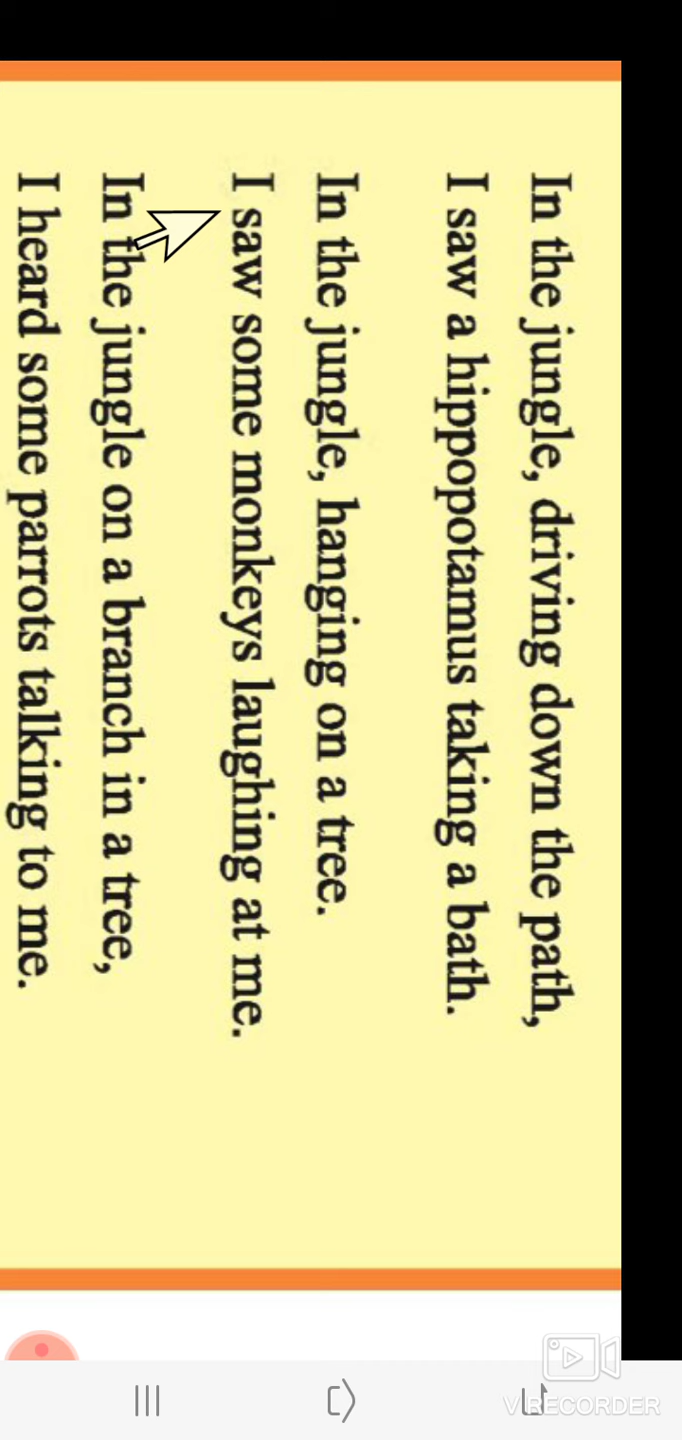 In the jungle, driving down the path,
I saw a hippopotamus taking a bath.
In the jungle, hanging on a tree.
I saw some monkeys laughing at me.
In the jungle on a branch in a tree,
I heard some parrots talking to me.
V RECORDER